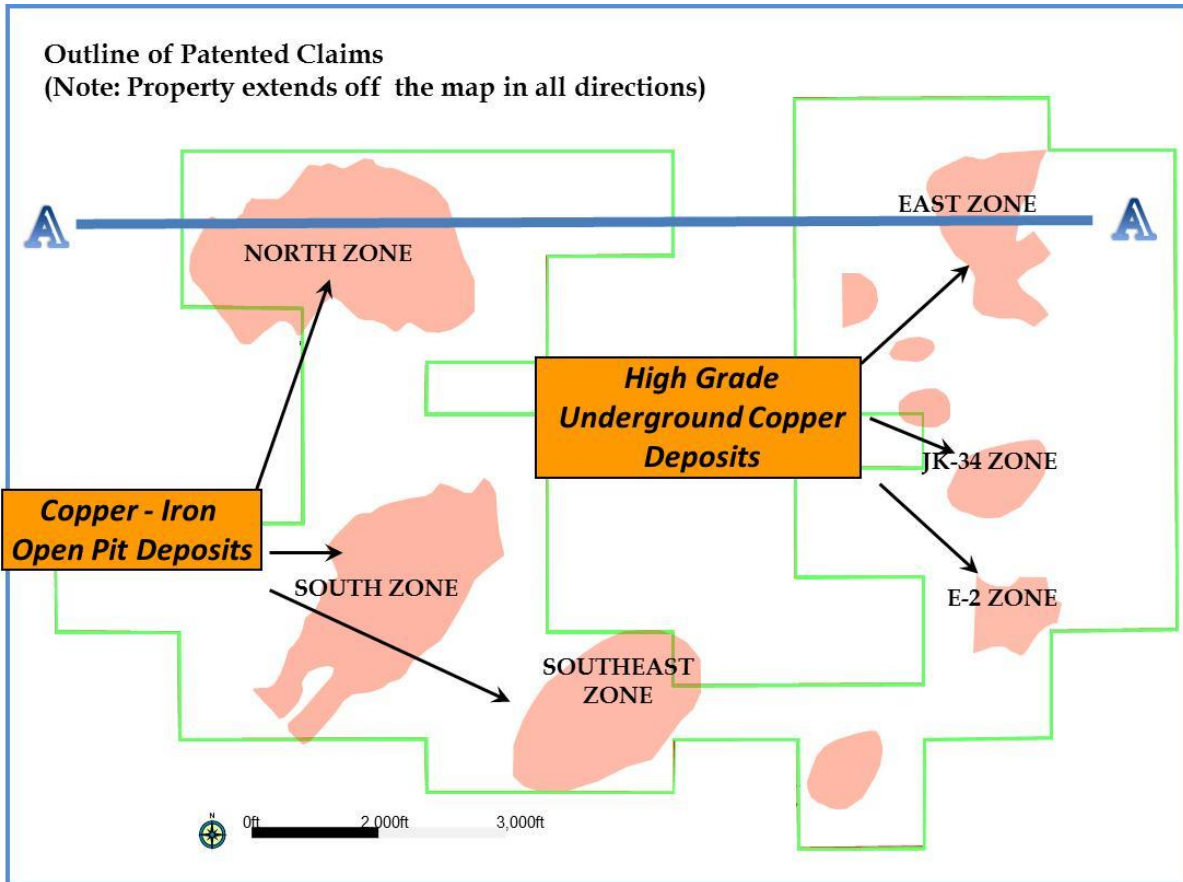 Outline of Patented Claims
(Note: Property extends off the map in all directions)
A
A
EAST ZONE
NORTH ZONE
High Grade
Underground Copper
Deposits
JK-34 ZONE
Copper - Iron
Open Pit Deposits
SOUTH ZONE
E-2 ZONE
SOUTHEAST
ZONE
N
0ft 2,000ft 3,000ft